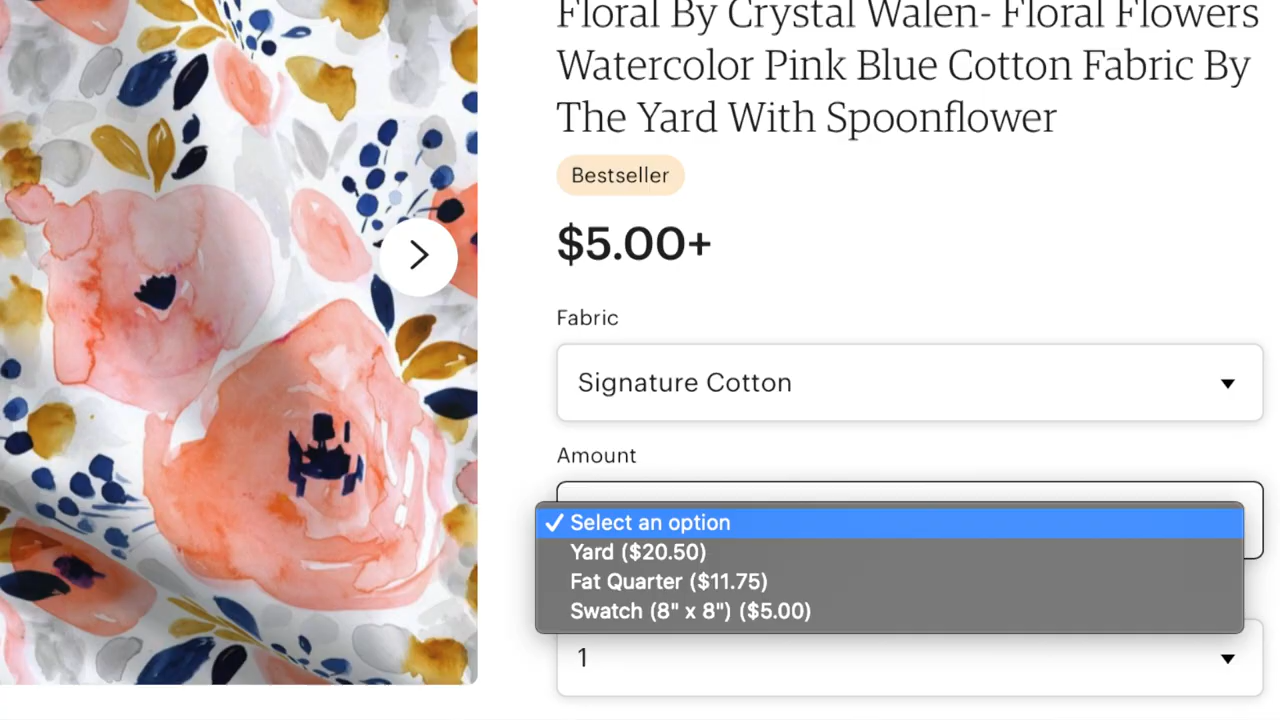 Floral By Crystal Walen- Floral Flowers
Watercolor Pink Blue Cotton Fabric By
The Yard With Spoonflower
Bestseller
$5.00+
Fabric
Signature Cotton
Amount
✓ Select an option
Yard ($20.50)
Fat Quarter ($11.75)
Swatch (8" x 8") ($5.00)
1